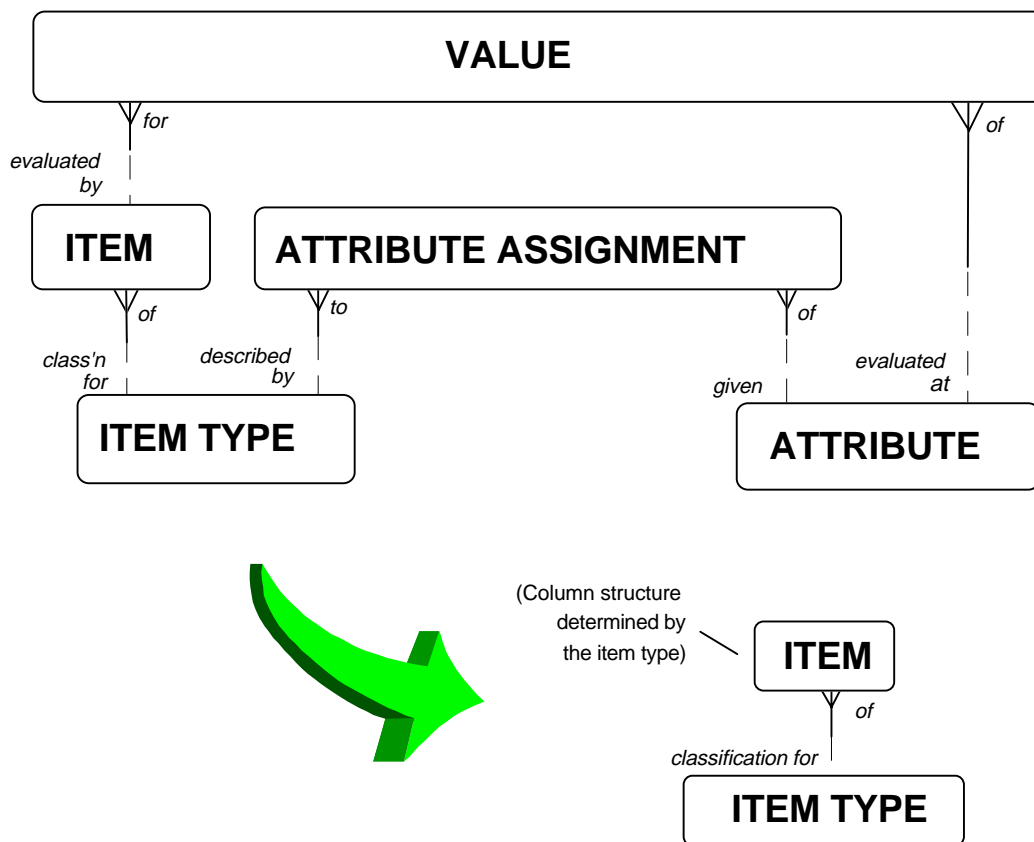 VALUE
for
of
evaluated
by
ITEM
ATTRIBUTE ASSIGNMENT
of
to
of
class'n
for
described
by
given
evaluated
at
ITEM TYPE
ATTRIBUTE
(Column structure
determined by
the item type)
ITEM
of
classification for
ITEM TYPE